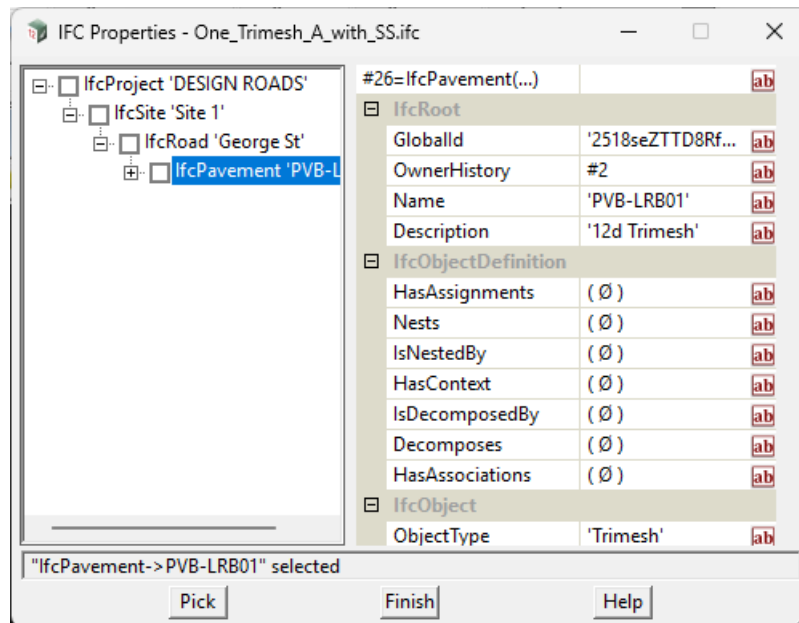 IFC Properties - One_Trimesh_A_with_SS.ifc
IfcProject 'DESIGN ROADS'
IfcSite 'Site 1'
IfcRoad 'George St'
IfcPavement 'PVB-L
#26=IfcPavement(...) ab
IfcRoot
GlobalId '2518seZTTD8Rf... ab
OwnerHistory #2 ab
Name 'PVB-LRB01' ab
Description '12d Trimesh' ab
IfcObjectDefinition
HasAssignments ( Ø ) ab
Nests ( Ø ) ab
IsNestedBy ( Ø ) ab
HasContext ( Ø ) ab
IsDecomposedBy ( Ø ) ab
Decomposes ( Ø ) ab
HasAssociations ( Ø ) ab
IfcObject
ObjectType 'Trimesh' ab
"IfcPavement->PVB-LRB01" selected
Pick Finish Help